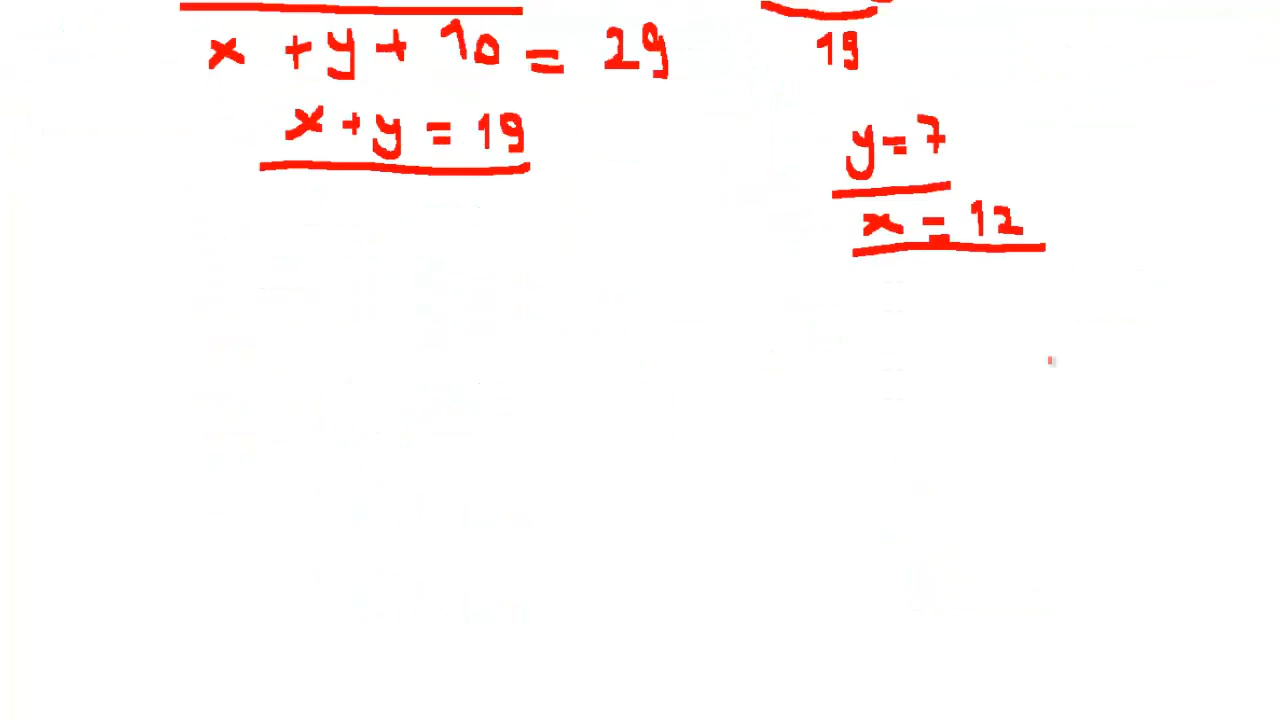 x + y + 10 = 29
x + y = 19
19
y = 7
x = 12